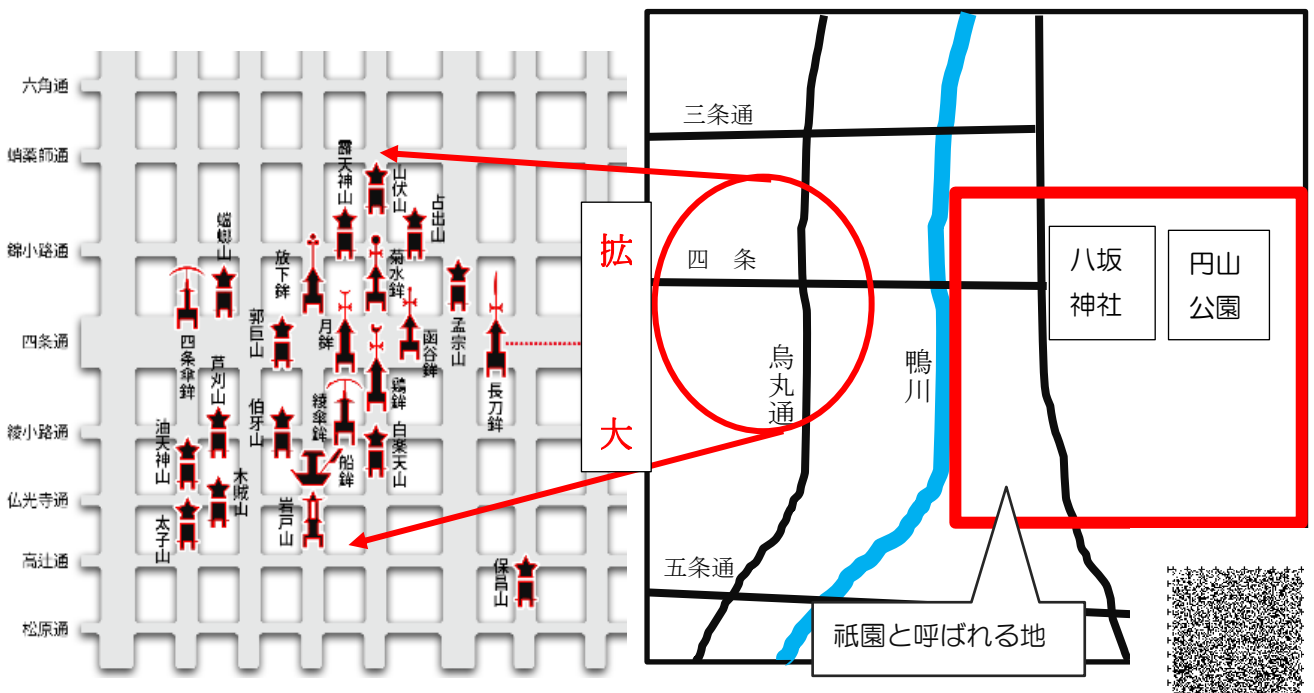 六角通
蛸薬師通
錦小路通
四条通
綾小路通
仏光寺通
高辻通
松原通
露天神山
山伏山
占出山
蟷螂山
放下鉾
菊水鉾
四条傘鉾
郭巨山
月鉾
函谷鉾
孟宗山
長刀鉾
芦刈山
伯牙山
綾傘鉾
鶏鉾
油天神山
木賊山
船鉾
白楽天山
太子山
岩戸山
保昌山
拡
大
三条通
四 条
五条通
烏丸通
鴨川
八坂
神社
円山
公園
祇園と呼ばれる地